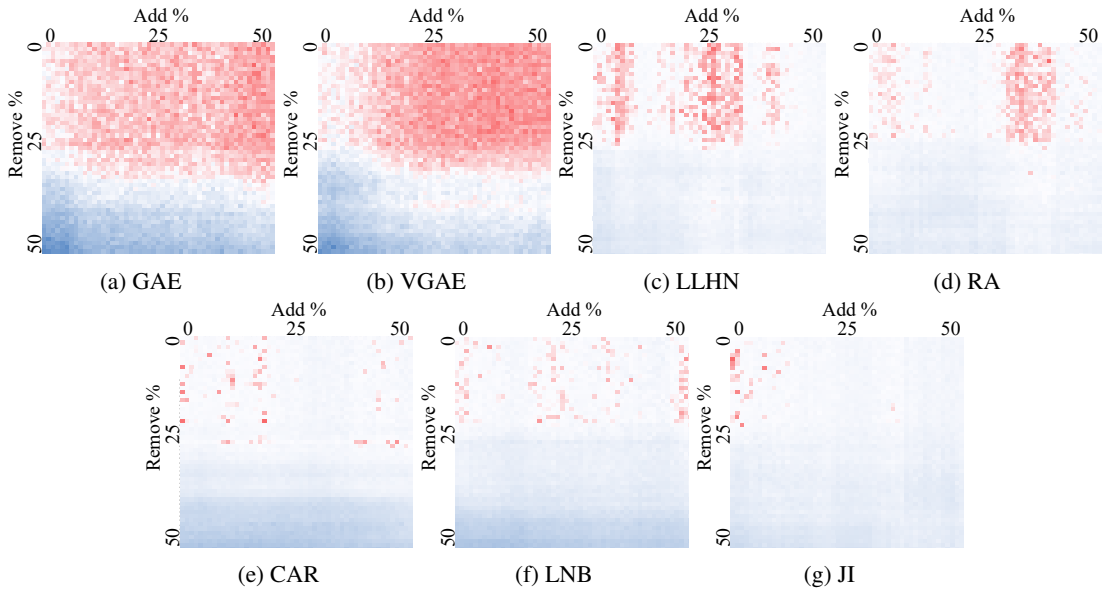 Add % Add % Add % Add %
0 25 50 0 25 50 0 25 50 0 25 50
Remove % 0 25 50 Remove % 0 25 50 Remove % 0 25 50 Remove % 0 25 50
(a) GAE (b) VGAE (c) LLHN (d) RA
Add % Add % Add %
0 25 50 0 25 50 0 25 50
Remove % 0 25 50 Remove % 0 25 50 Remove % 0 25 50
(e) CAR (f) LNB (g) JI